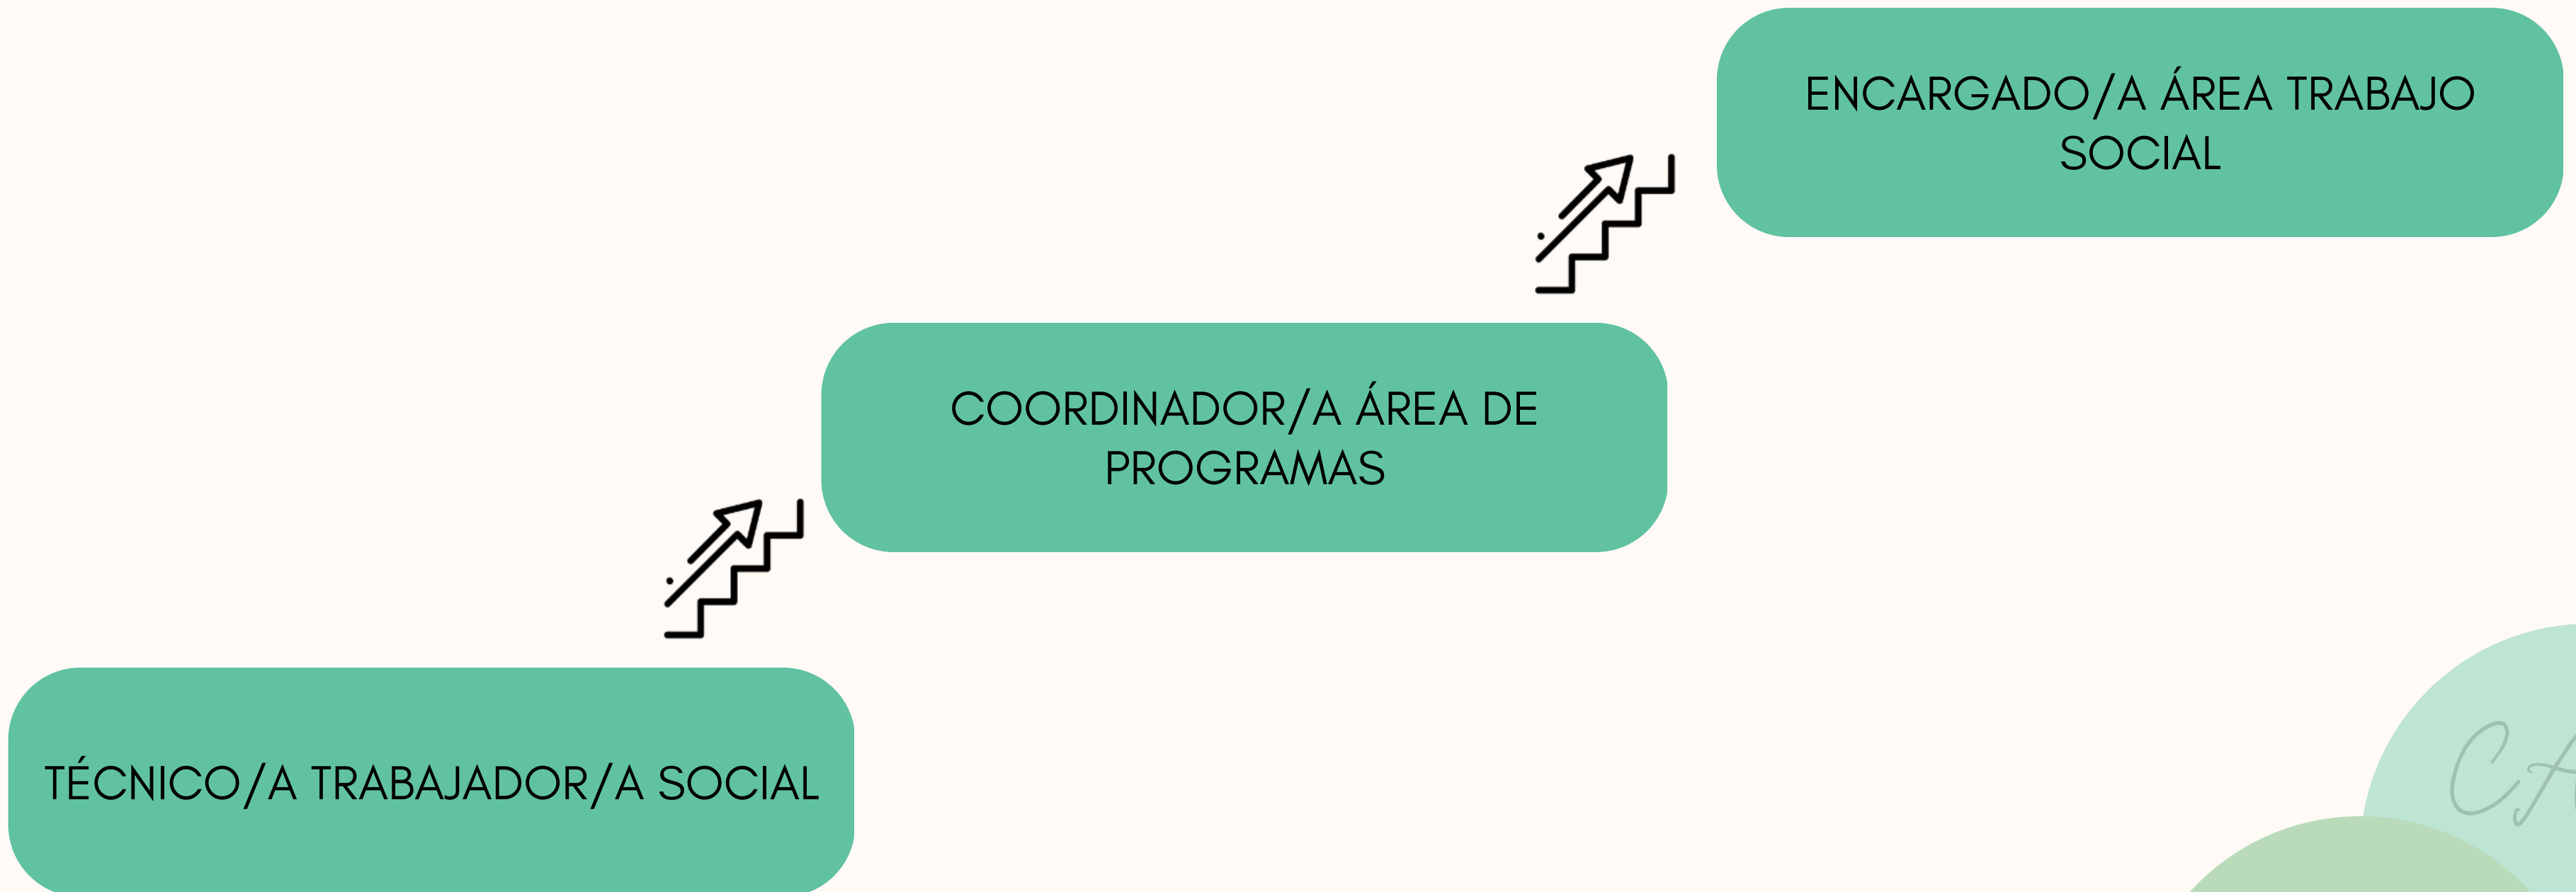 ENCARGADO/A ÁREA TRABAJO
SOCIAL
COORDINADOR/A ÁREA DE
PROGRAMAS
TÉCNICO/A TRABAJADOR/A SOCIAL